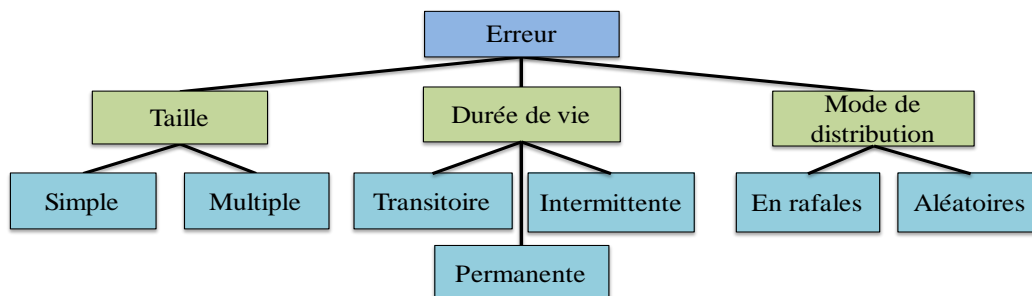 Erreur
Taille
Durée de vie
Mode de
distribution
Simple
Multiple
Transitoire
Intermittente
En rafales
Aléatoires
Permanente